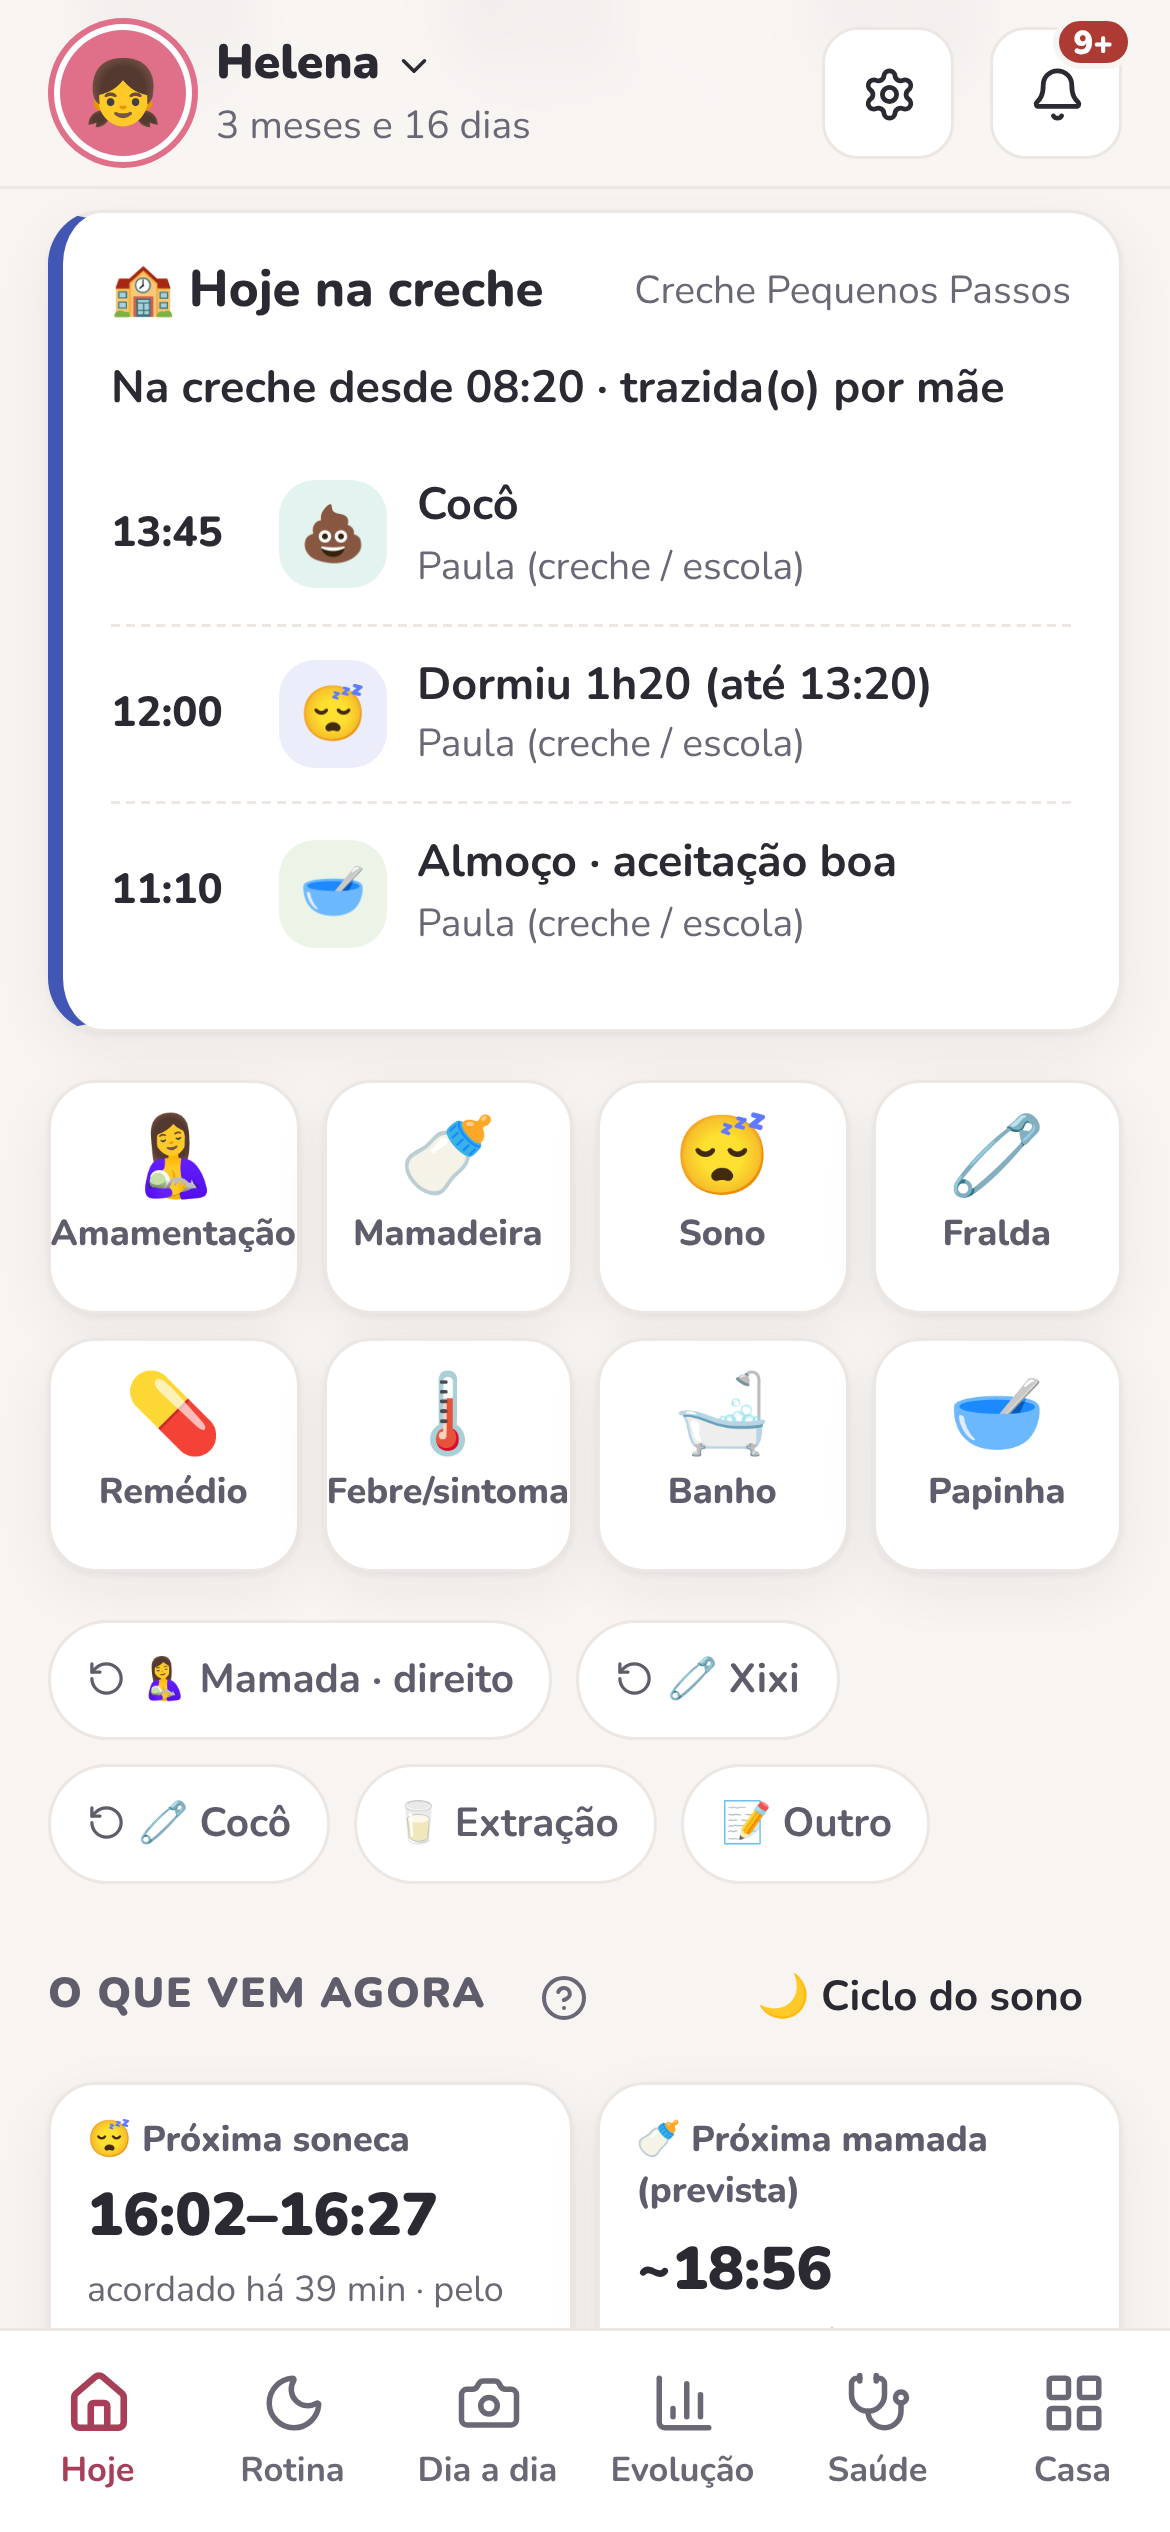 Helena
9+
3 meses e 16 dias
Hoje na creche
Creche Pequenos Passos
Na creche desde 08:20 · trazida(o) por mãe
13:45
Cocô
Paula (creche / escola)
12:00
Dormiu 1h20 (até 13:20)
Paula (creche / escola)
11:10
Almoço · aceitação boa
Paula (creche / escola)
Amamentação
Mamadeira
Sono
Fralda
Remédio
Febre/sintoma
Banho
Papinha
Mamada · direito
Xixi
Cocô
Extração
Outro
O QUE VEM AGORA
Ciclo do sono
Próxima soneca
16:02–16:27
acordado há 39 min · pelo
Próxima mamada
(prevista)
~18:56
Hoje
Rotina
Dia a dia
Evolução
Saúde
Casa